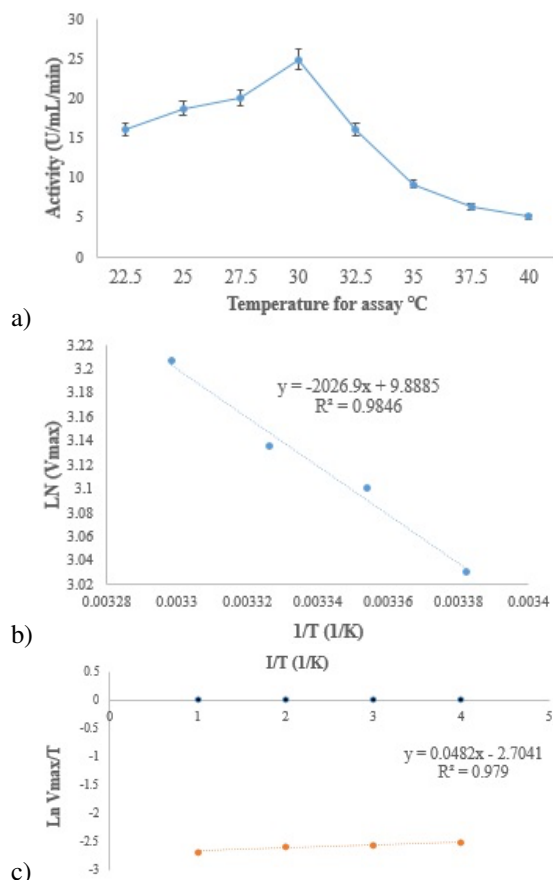 30
25
20
15
10
5
0
Activity (U/mL/min)
22.5 25 27.5 30 32.5 35 37.5 40
Temperature for assay °C
a)
3.22
3.2
3.18
3.16
3.14
3.12
3.1
3.08
3.06
3.04
3.02
LN (Vmax)
y = -2026.9x + 9.8885
R² = 0.9846
0.00328 0.0033 0.00332 0.00334 0.00336 0.00338 0.0034
1/T (1/K)
b)
I/T (1/K)
0.5
0
-0.5
-1
-1.5
-2
-2.5
-3
Ln Vmax/T
0 1 2 3 4 5
y = 0.0482x - 2.7041
R² = 0.979
c)